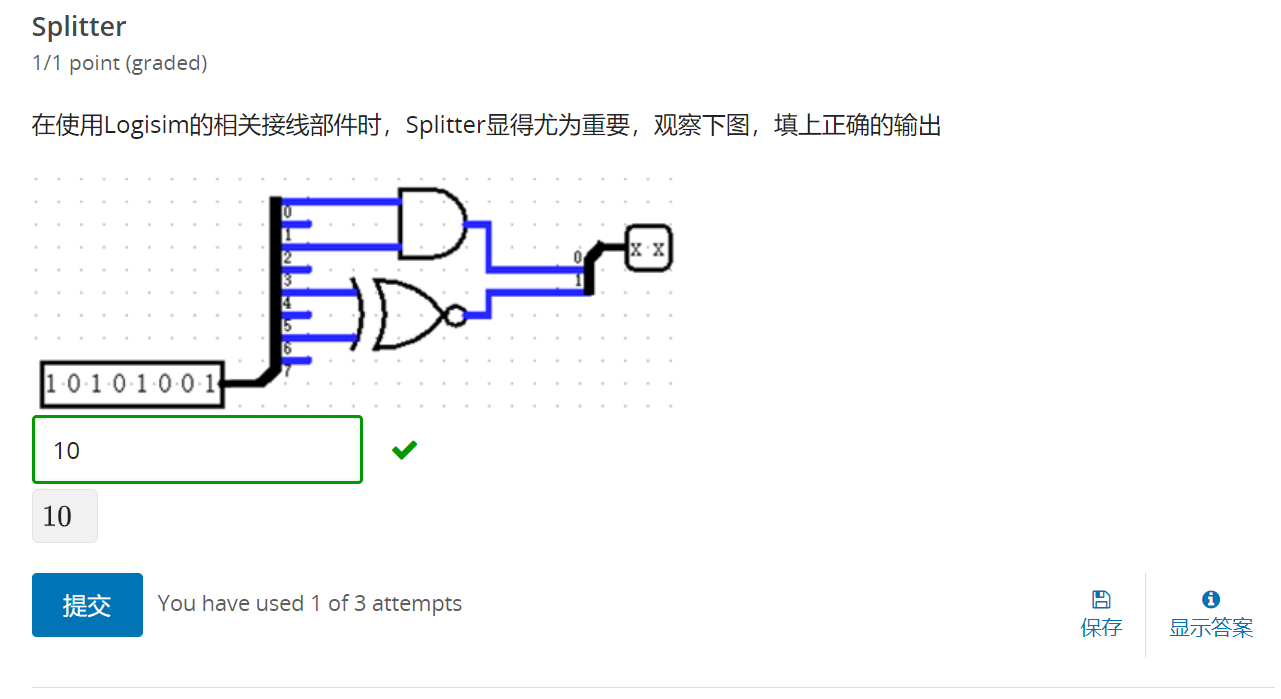 Splitter
1/1 point (graded)
在使用Logisim的相关接线部件时，Splitter显得尤为重要，观察下图，填上正确的输出
0
1
2
3
4
5
6
7
0
1
x x
1 0 1 0 1 0 0 1
10
10
提交
You have used 1 of 3 attempts
保存
显示答案